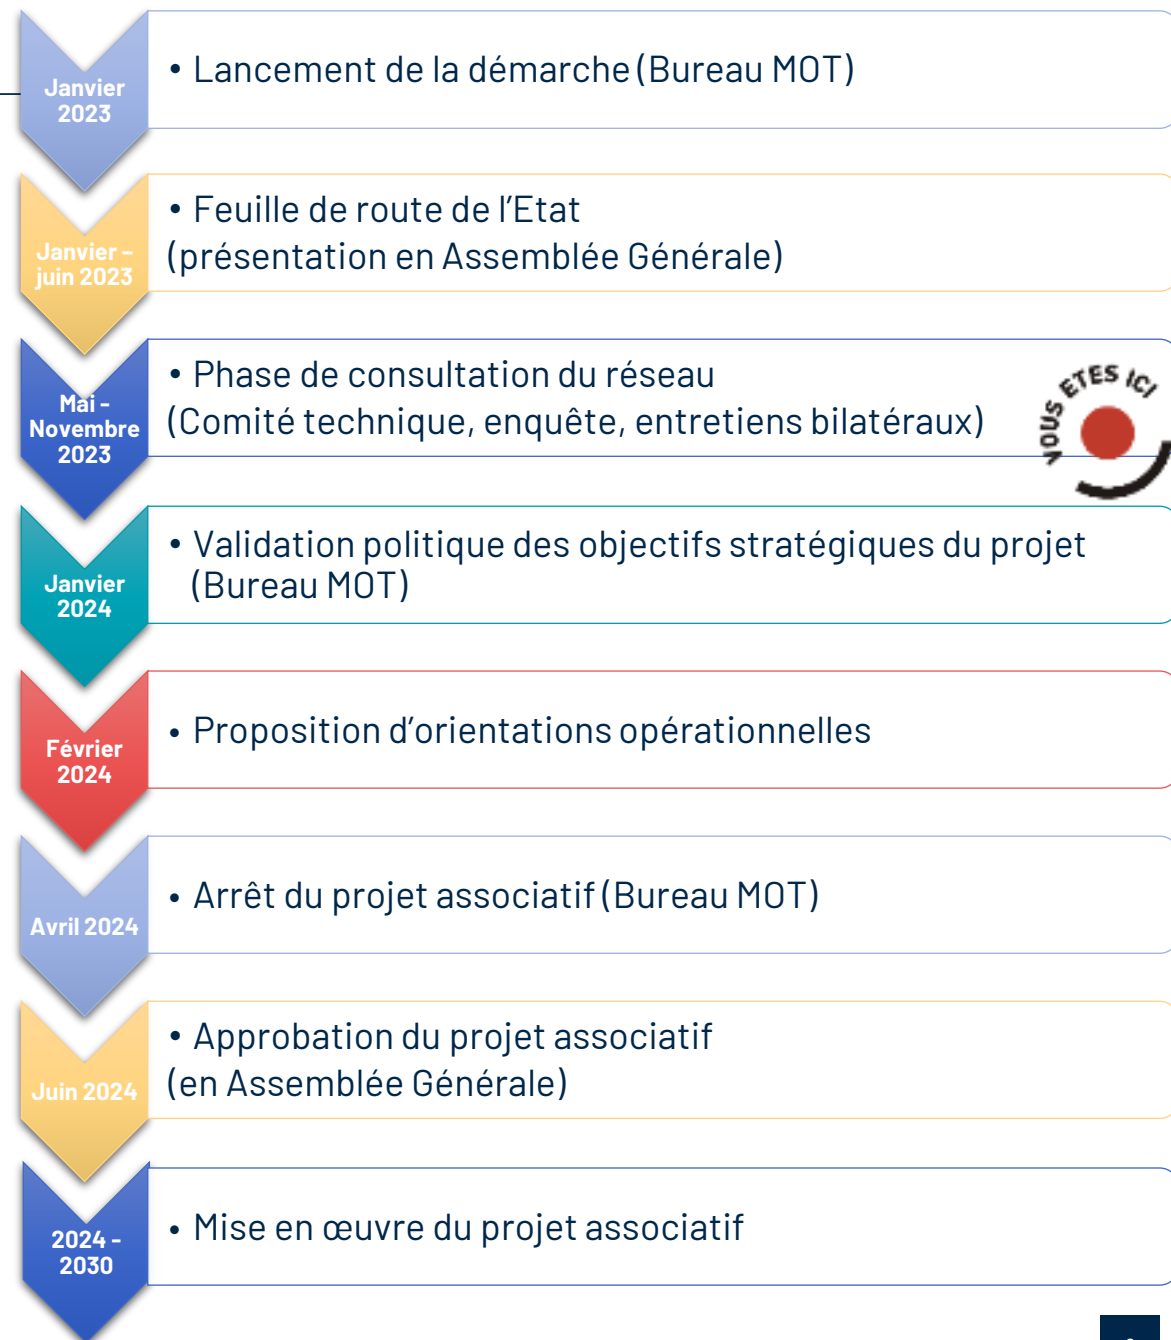 Janvier
2023
• Lancement de la démarche (Bureau MOT)
Janvier –
juin 2023
• Feuille de route de l'Etat
(présentation en Assemblée Générale)
Mai -
Novembre
2023
• Phase de consultation du réseau
(Comité technique, enquête, entretiens bilatéraux)
VOUS ETES ICI
Janvier
2024
• Validation politique des objectifs stratégiques du projet
(Bureau MOT)
Février
2024
• Proposition d'orientations opérationnelles
Avril 2024
• Arrêt du projet associatif (Bureau MOT)
Juin 2024
• Approbation du projet associatif
(en Assemblée Générale)
2024 -
2030
• Mise en œuvre du projet associatif